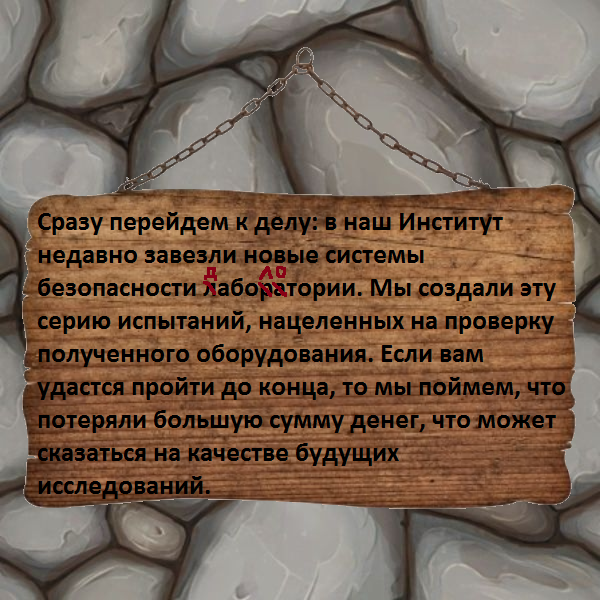 Сразу перейдем к делу: в наш Институт
недавно завезли новые системы
Д ЛО
безопасности лаборатории. Мы создали эту
серию испытаний, нацеленных на проверку
полученного оборудования. Если вам
удастся пройти до конца, то мы поймем, что
потеряли большую сумму денег, что может
сказаться на качестве будущих
исследований.